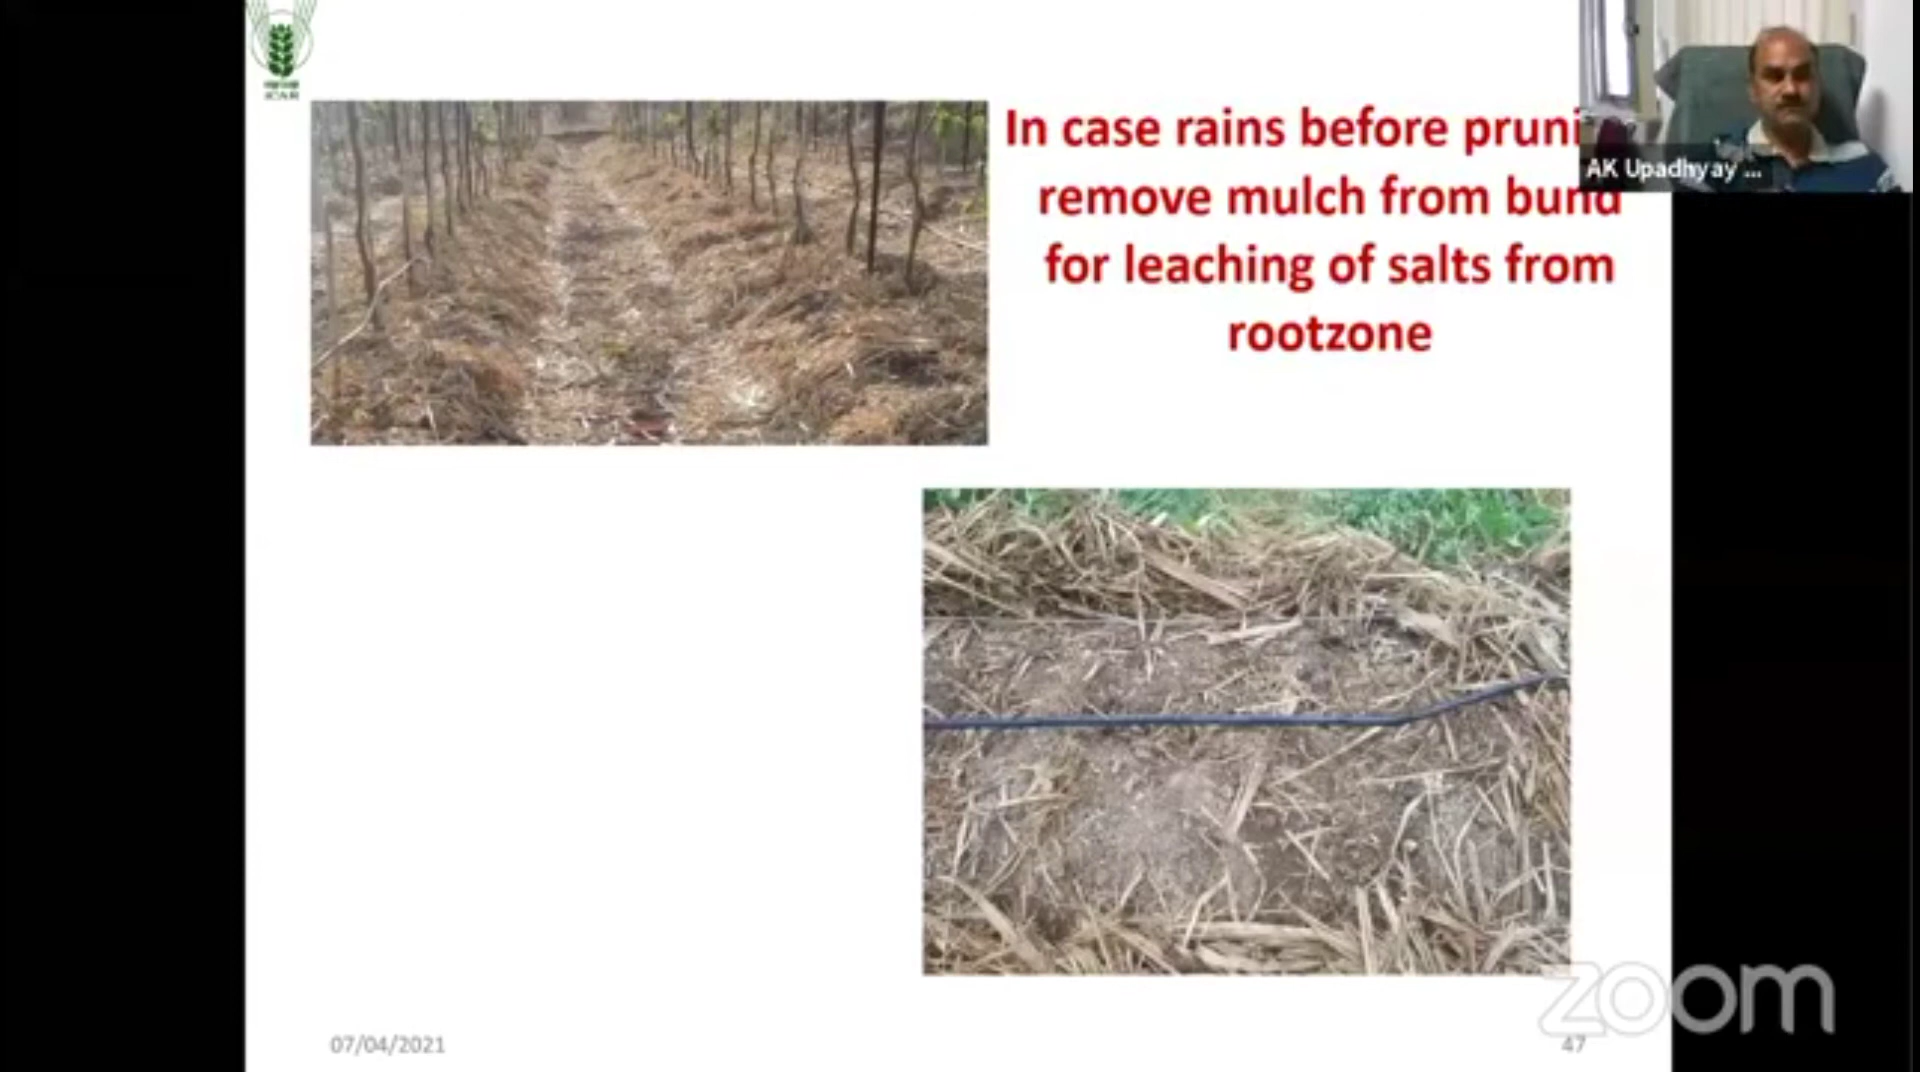 ICAR
In case rains before pruni
remove mulch from bund
for leaching of salts from
rootzone
AK Upadhyay ...
zoom
07/04/2021
47